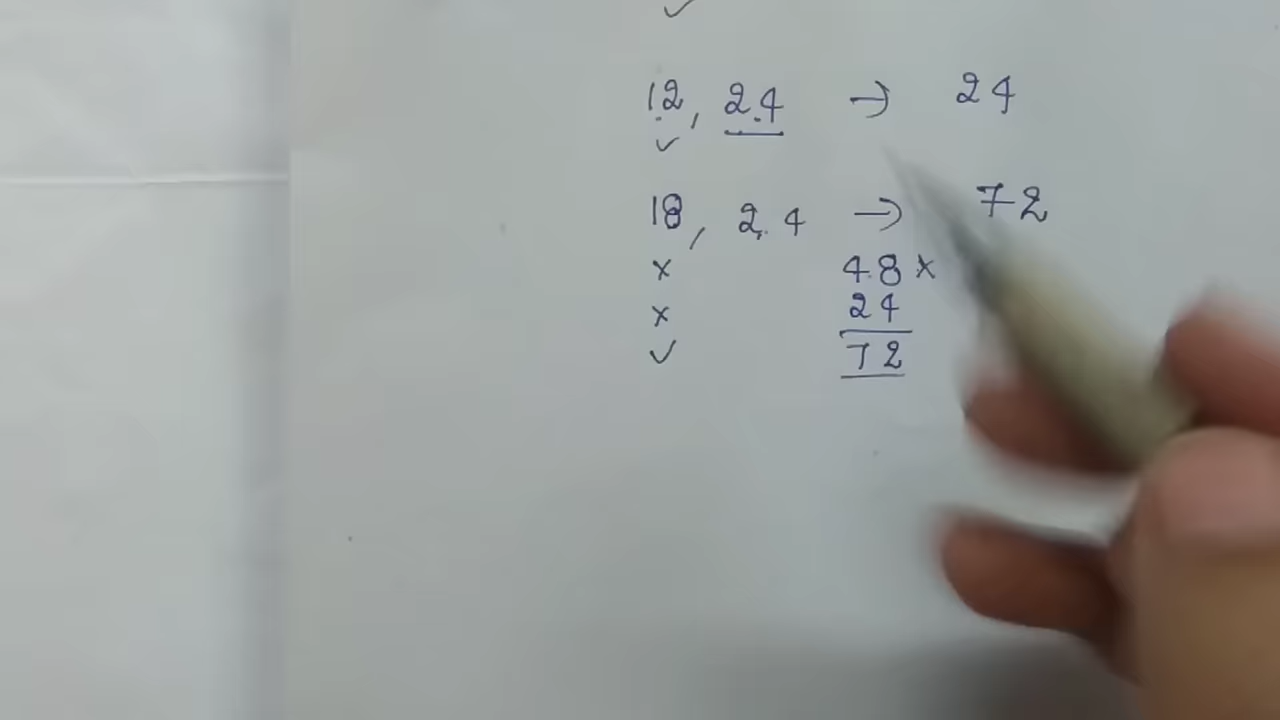 ✓
12, 24 → 24
✓
18, 24 → 72
× 48 ×
× 24
✓ 72